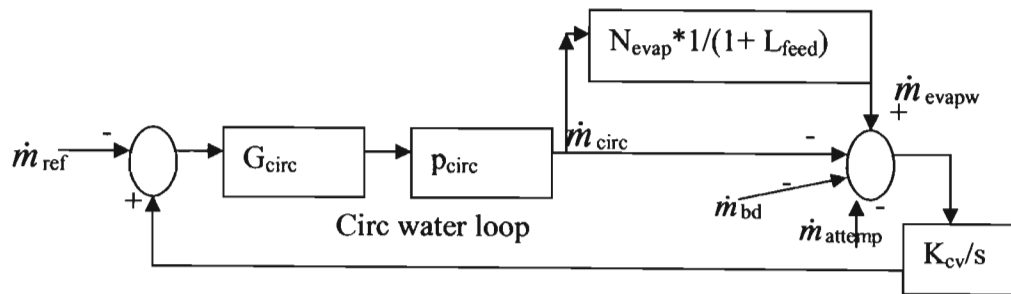 N_evap*1/(1+ L_feed)
ṁ_evapw
+
-
ṁ_ref
G_circ
p_circ
ṁ_circ
-
+
-
ṁ_bd
-
ṁ_attemp
Circ water loop
K_cv/s